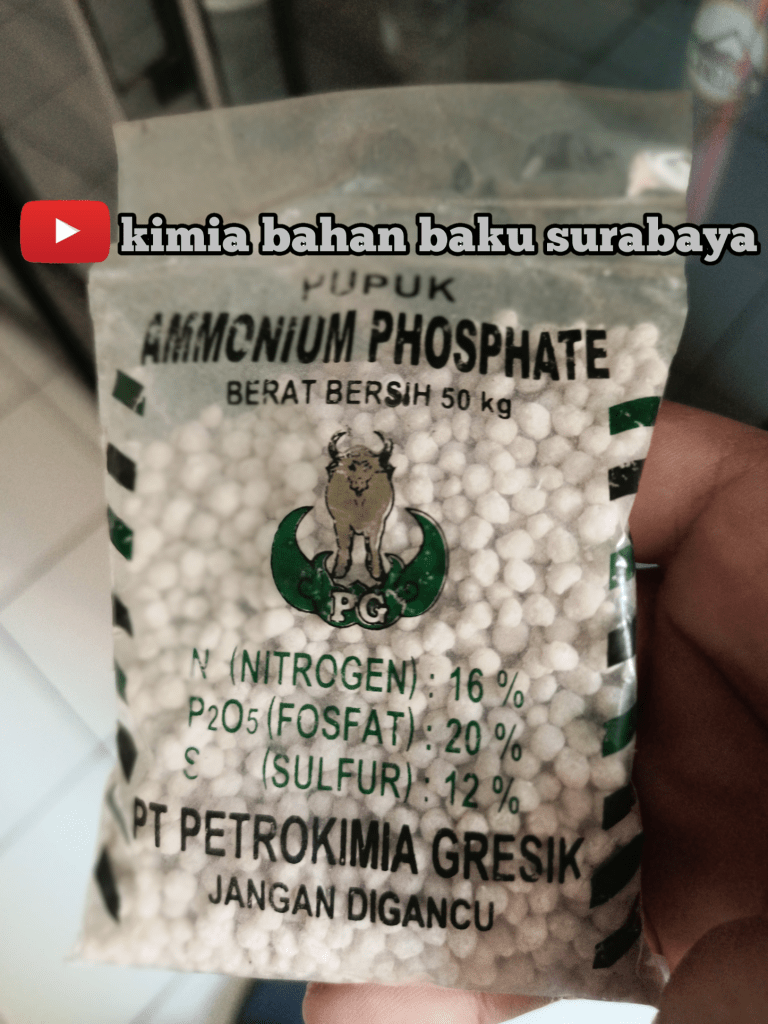 kimia bahan baku surabaya
PUPUK
AMMONIUM PHOSPHATE
BERAT BERSIH 50 kg
PG
N (NITROGEN) : 16 %
P2O5 (FOSFAT) : 20 %
S (SULFUR) : 12 %
PT PETROKIMIA GRESIK
JANGAN DIGANCU